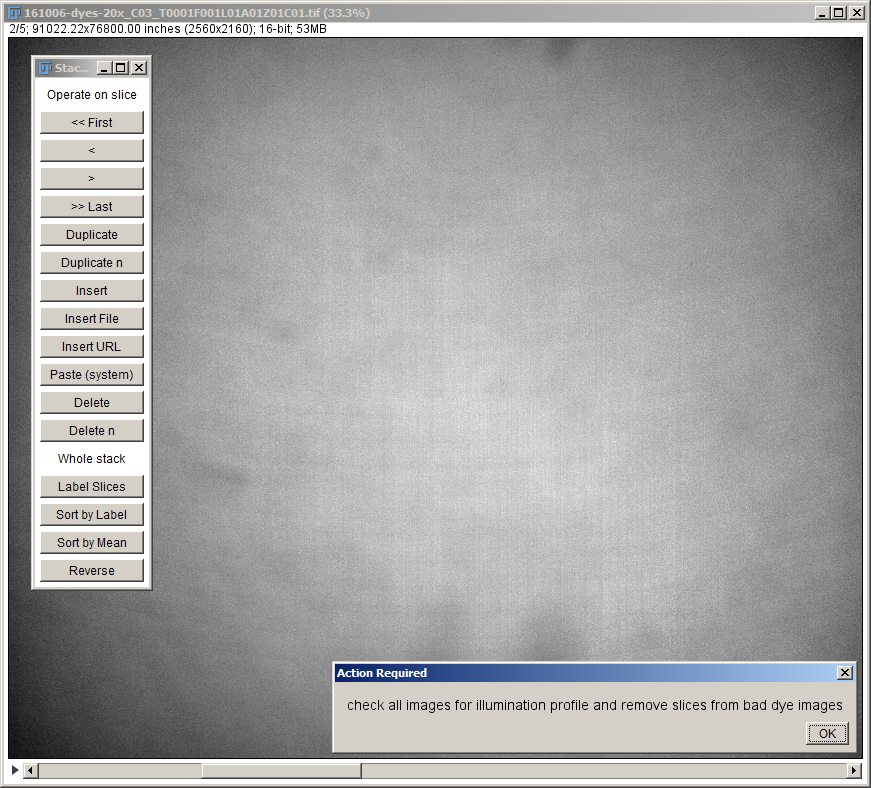 161006-dyes-20x_C03_T0001F001L01A01Z01C01.tif (33.3%)
2/5; 91022.22x76800.00 inches (2560x2160); 16-bit; 53MB
Stac...
Operate on slice
<< First
<
>
>> Last
Duplicate
Duplicate n
Insert
Insert File
Insert URL
Paste (system)
Delete
Delete n
Whole stack
Label Slices
Sort by Label
Sort by Mean
Reverse
Action Required
check all images for illumination profile and remove slices from bad dye images
OK